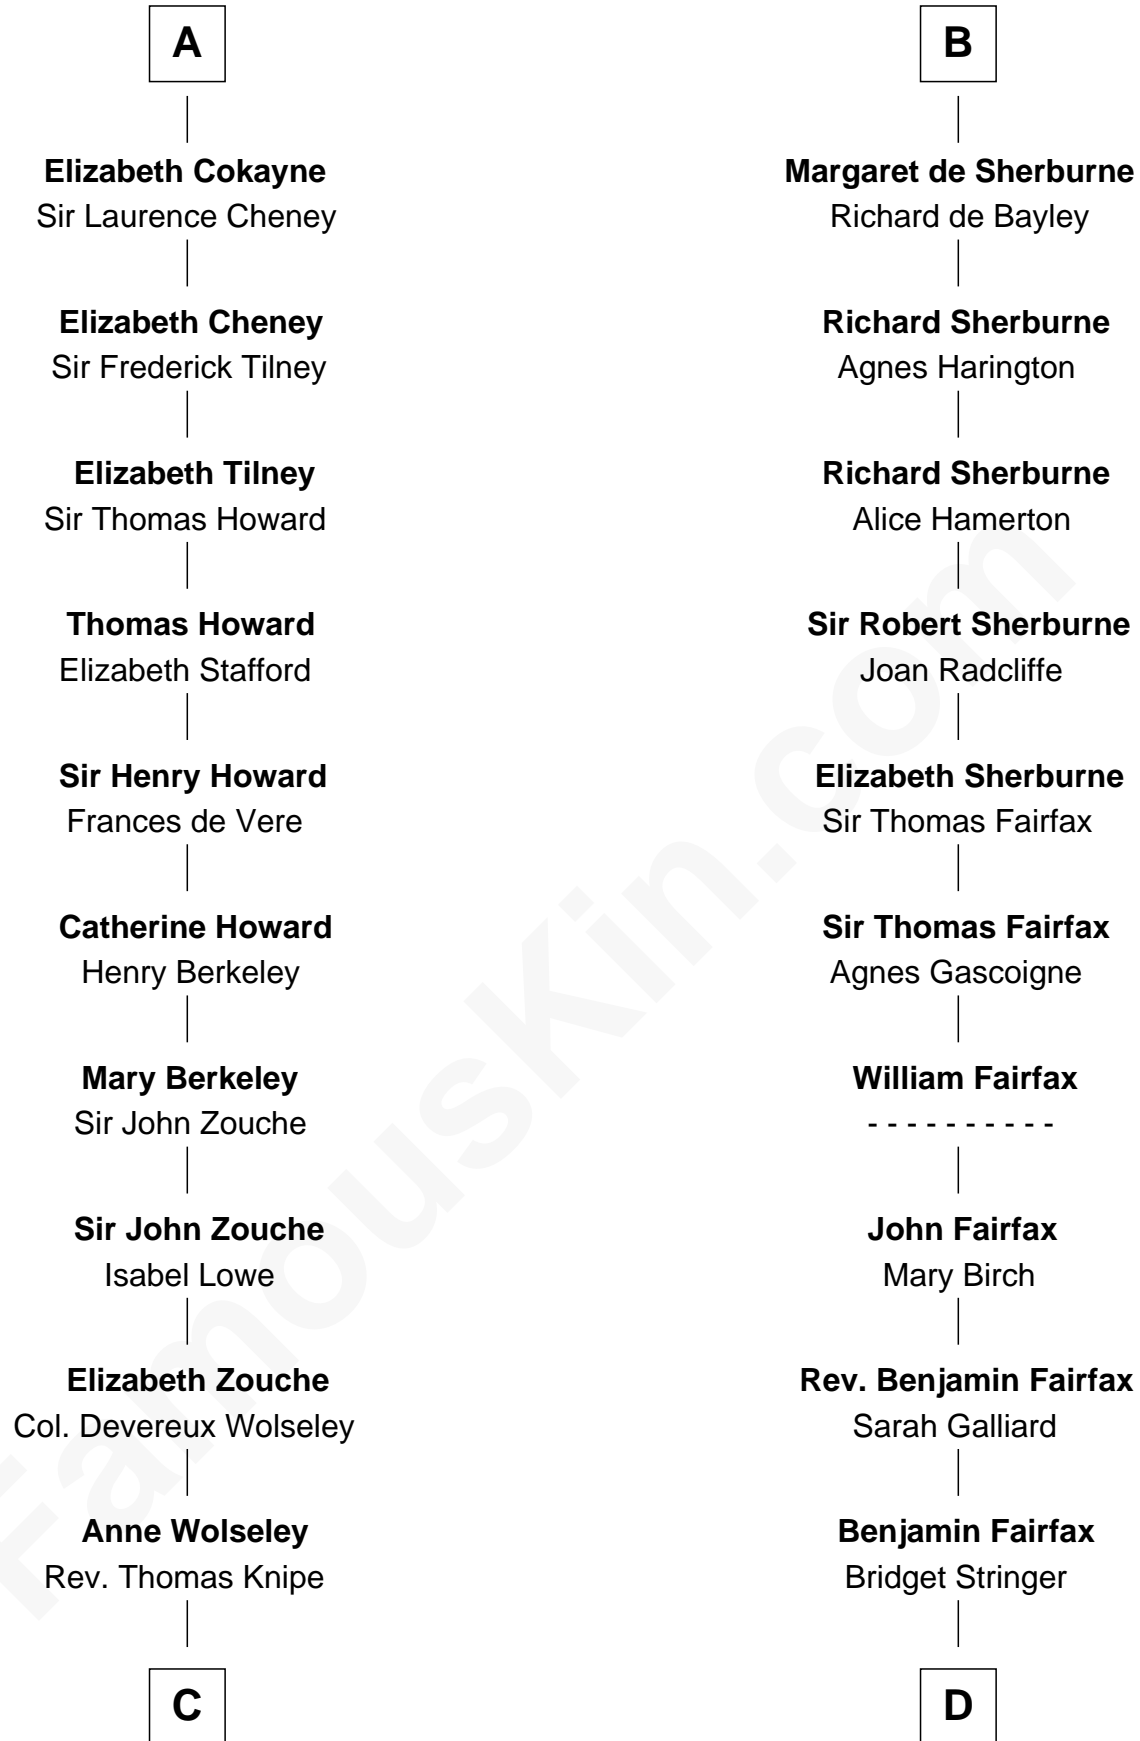 A
Elizabeth Cokayne
Sir Laurence Cheney
Elizabeth Cheney
Sir Frederick Tilney
Elizabeth Tilney
Sir Thomas Howard
Thomas Howard
Elizabeth Stafford
Sir Henry Howard
Frances de Vere
Catherine Howard
Henry Berkeley
Mary Berkeley
Sir John Zouche
Sir John Zouche
Isabel Lowe
Elizabeth Zouche
Col. Devereux Wolseley
Anne Wolseley
Rev. Thomas Knipe
C
B
Margaret de Sherburne
Richard de Bayley
Richard Sherburne
Agnes Harington
Richard Sherburne
Alice Hamerton
Sir Robert Sherburne
Joan Radcliffe
Elizabeth Sherburne
Sir Thomas Fairfax
Sir Thomas Fairfax
Agnes Gascoigne
William Fairfax
- - - - - - - - - -
John Fairfax
Mary Birch
Rev. Benjamin Fairfax
Sarah Galliard
Benjamin Fairfax
Bridget Stringer
D
FamousKin.com